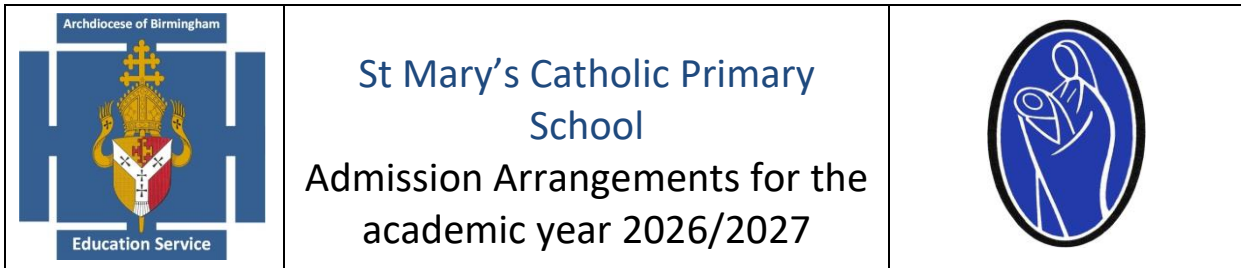 Archdiocese of Birmingham
Education Service
St Mary’s Catholic Primary
School
Admission Arrangements for the
academic year 2026/2027